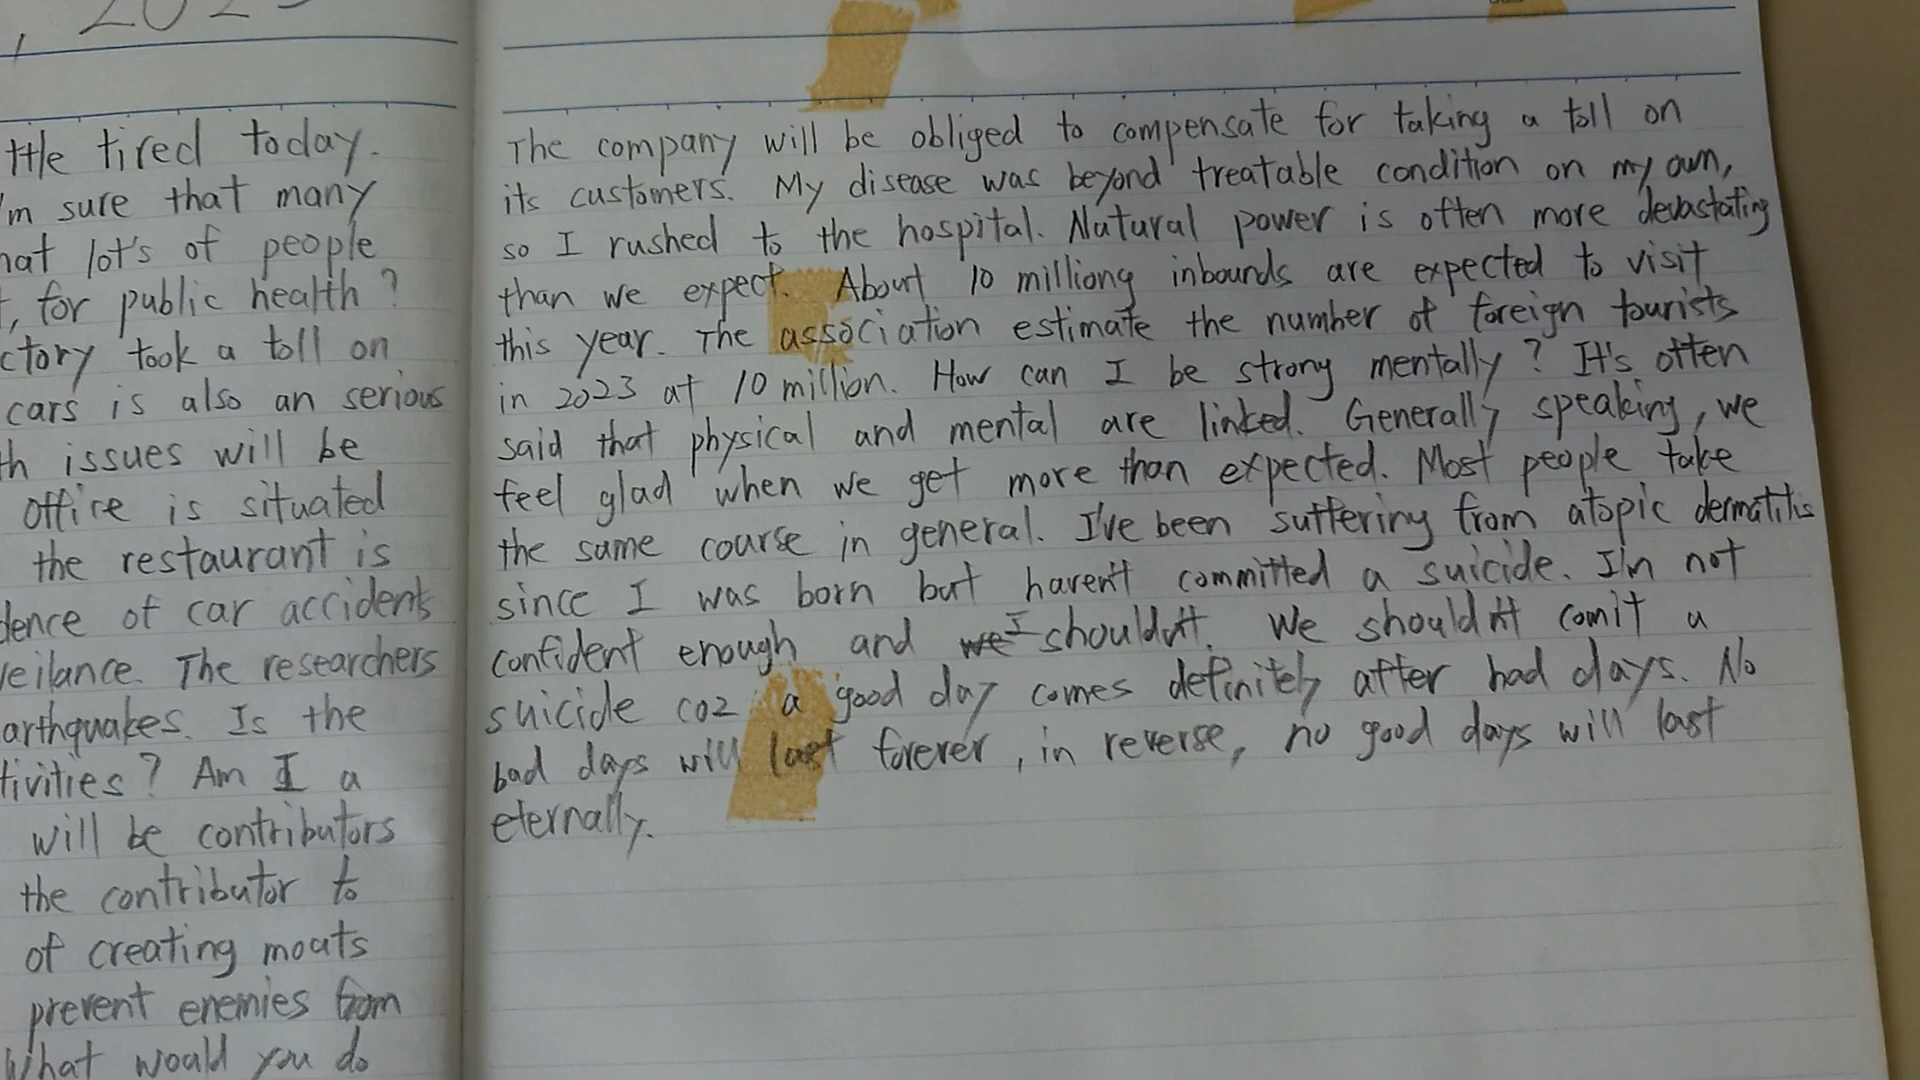 , 202
ttle tired today.
I'm sure that many
hat lot's of people
t, for public health?
ctory took a toll on
cars is also an serious
th issues will be
office is situated
the restaurant is
dence of car accidents
veilance. The researchers
arthquakes. Is the
tivities? Am I a
will be contributors
the contributor to
of creating moats
prevent enemies from
What would you do
The company will be obliged to compensate for taking a toll on
its customers. My disease was beyond treatable condition on my own,
so I rushed to the hospital. Natural power is often more devastating
than we expect. About 10 milliong inbounds are expected to visit
this year. The association estimate the number of foreign tourists
in 2023 at 10 million. How can I be strong mentally? It's often
said that physical and mental are linked. Generally speaking, we
feel glad when we get more than expected. Most people take
the same course in general. I've been suffering from atopic dermatitis
since I was born but haven't committed a suicide. I'm not
confident enough and we I shouldn't. We shouldn't comit a
suicide coz a good day comes definitely after bad days. No
bad days will last forever, in reverse, no good days will last
eternally.